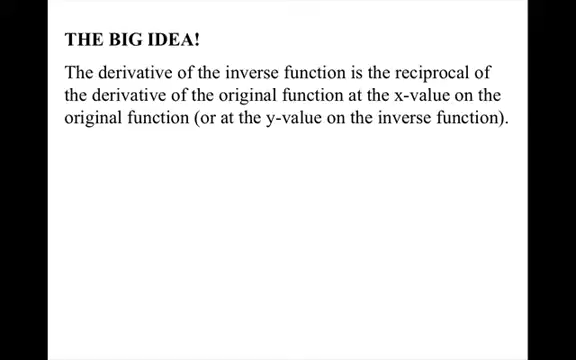 THE BIG IDEA!
The derivative of the inverse function is the reciprocal of
the derivative of the original function at the x-value on the
original function (or at the y-value on the inverse function).